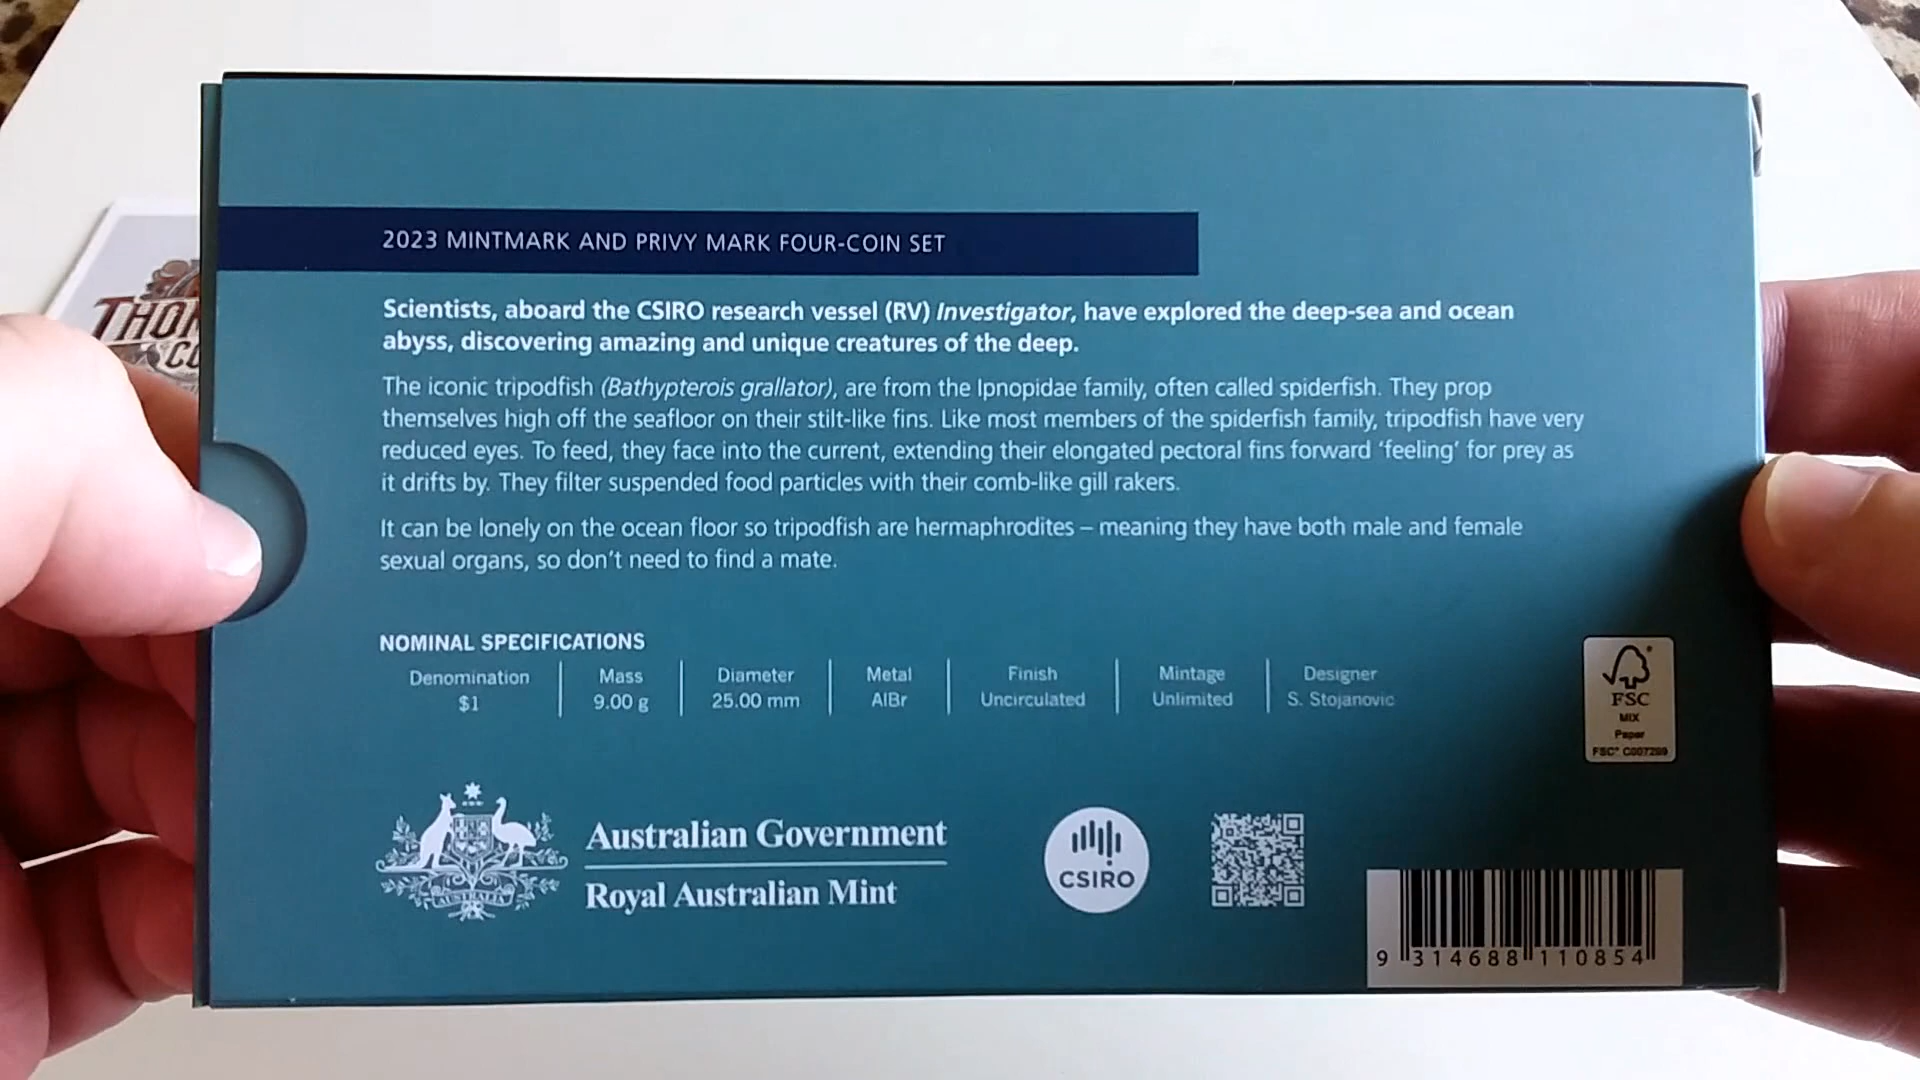 2023 MINTMARK AND PRIVY MARK FOUR-COIN SET
Scientists, aboard the CSIRO research vessel (RV) Investigator, have explored the deep-sea and ocean
abyss, discovering amazing and unique creatures of the deep.
The iconic tripodfish (Bathypterois grallator), are from the Ipnopidae family, often called spiderfish. They prop
themselves high off the seafloor on their stilt-like fins. Like most members of the spiderfish family, tripodfish have very
reduced eyes. To feed, they face into the current, extending their elongated pectoral fins forward ‘feeling’ for prey as
it drifts by. They filter suspended food particles with their comb-like gill rakers.
It can be lonely on the ocean floor so tripodfish are hermaphrodites – meaning they have both male and female
sexual organs, so don’t need to find a mate.
NOMINAL SPECIFICATIONS
Denomination Mass Diameter Metal Finish Mintage Designer
$1 9.00 g 25.00 mm AlBr Uncirculated Unlimited S. Stojanovic
FSC
MIX
Paper
FSC® C007299
AUSTRALIA
Australian Government
Royal Australian Mint
CSIRO
9 314688 110854